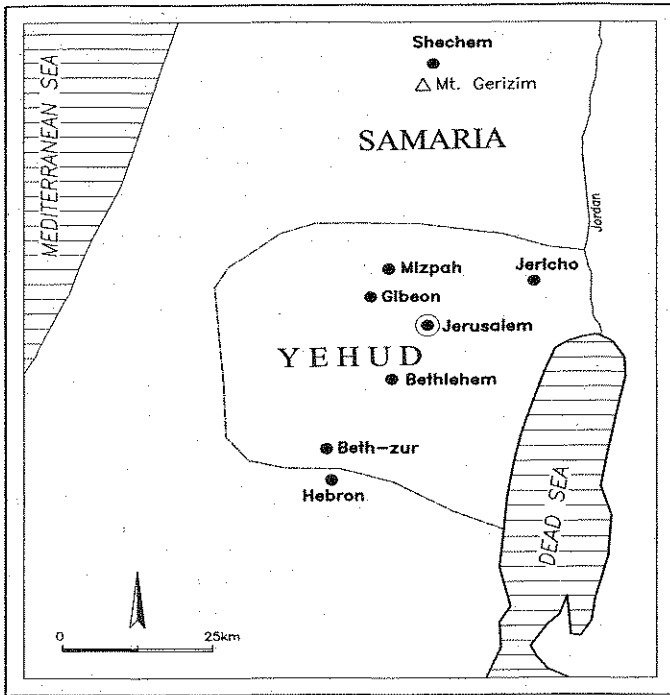 Shechem
Mt. Gerizim
MEDITERRANEAN SEA
SAMARIA
Jordan
Mizpah
Jericho
Gibeon
Jerusalem
YEHUD
Bethlehem
Beth-zur
Hebron
DEAD SEA
0 25km